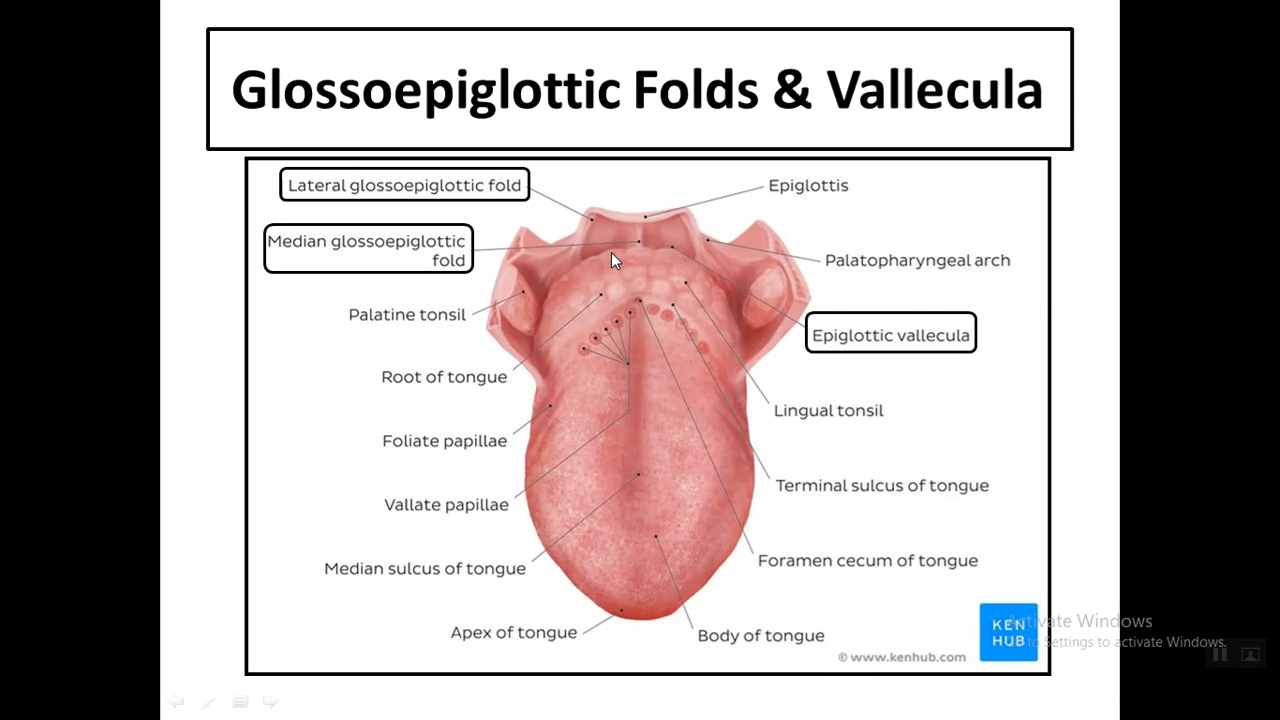 Glossoepiglottic Folds & Vallecula
Lateral glossoepiglottic fold
Epiglottis
Median glossoepiglottic
fold
Palatopharyngeal arch
Palatine tonsil
Epiglottic vallecula
Root of tongue
Lingual tonsil
Foliate papillae
Terminal sulcus of tongue
Vallate papillae
Foramen cecum of tongue
Median sulcus of tongue
Apex of tongue
Body of tongue
KEN
HUB
© www.kenhub.com
Activate Windows
to Settings to activate Windows.